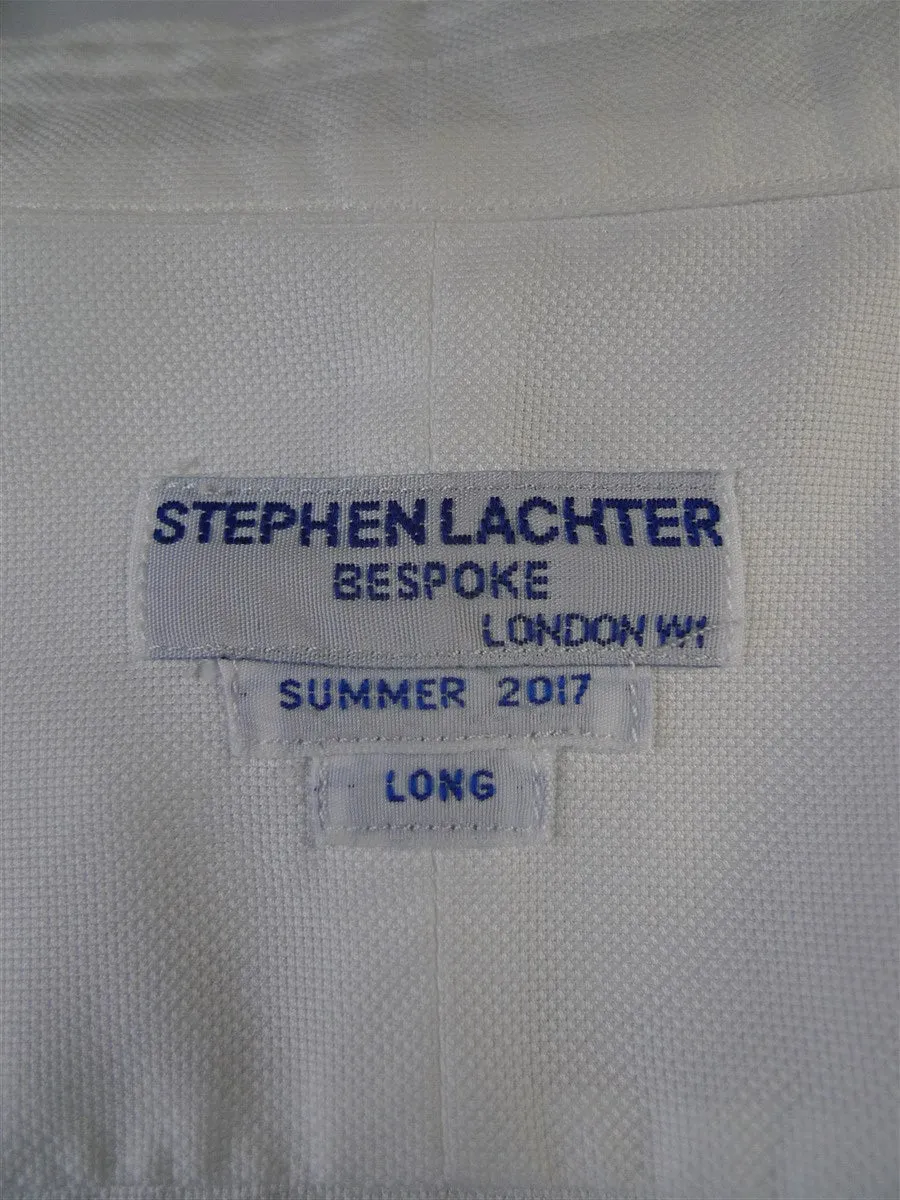 STEPHEN LACHTER
BESPOKE
LONDON W1
SUMMER 2017
LONG